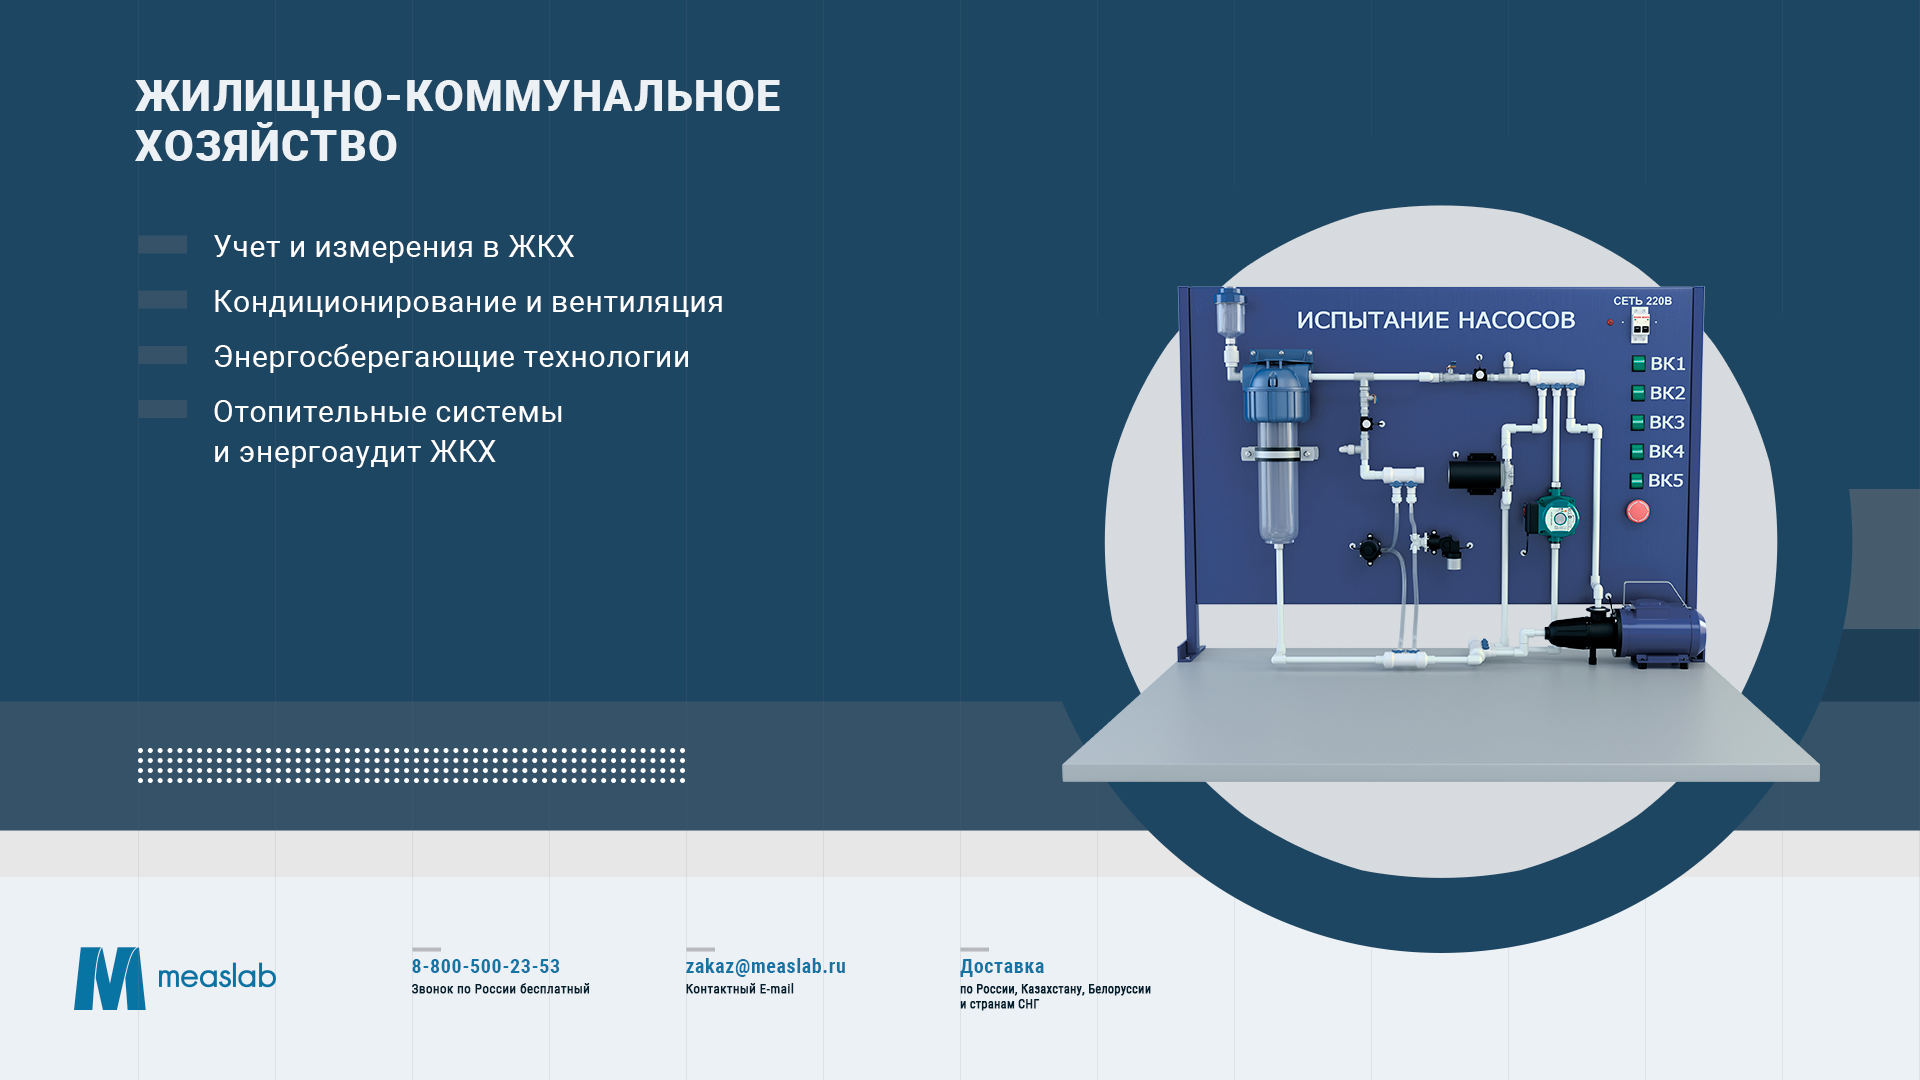 ЖИЛИЩНО-КОММУНАЛЬНОЕ
ХОЗЯЙСТВО
Учет и измерения в ЖКХ
Кондиционирование и вентиляция
Энергосберегающие технологии
Отопительные системы
и энергоаудит ЖКХ
СЕТЬ 220В
ИСПЫТАНИЕ НАСОСОВ
ВК1
ВК2
ВК3
ВК4
ВК5
measlab
8-800-500-23-53
Звонок по России бесплатный
zakaz@measlab.ru
Контактный E-mail
Доставка
по России, Казахстану, Белоруссии
и странам СНГ